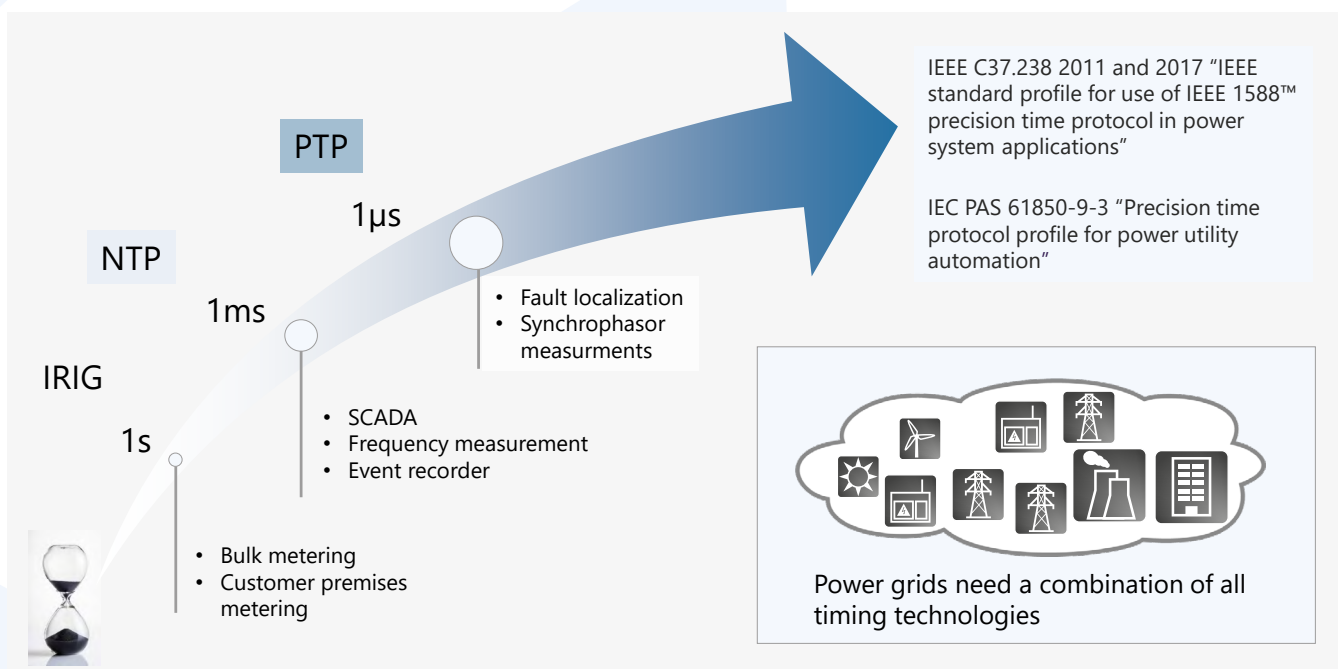 IRIG
1s
• Bulk metering
• Customer premises
metering
NTP
1ms
• SCADA
• Frequency measurement
• Event recorder
PTP
1µs
• Fault localization
• Synchrophasor
measurments
IEEE C37.238 2011 and 2017 “IEEE
standard profile for use of IEEE 1588™
precision time protocol in power
system applications”
IEC PAS 61850-9-3 “Precision time
protocol profile for power utility
automation”
Power grids need a combination of all
timing technologies